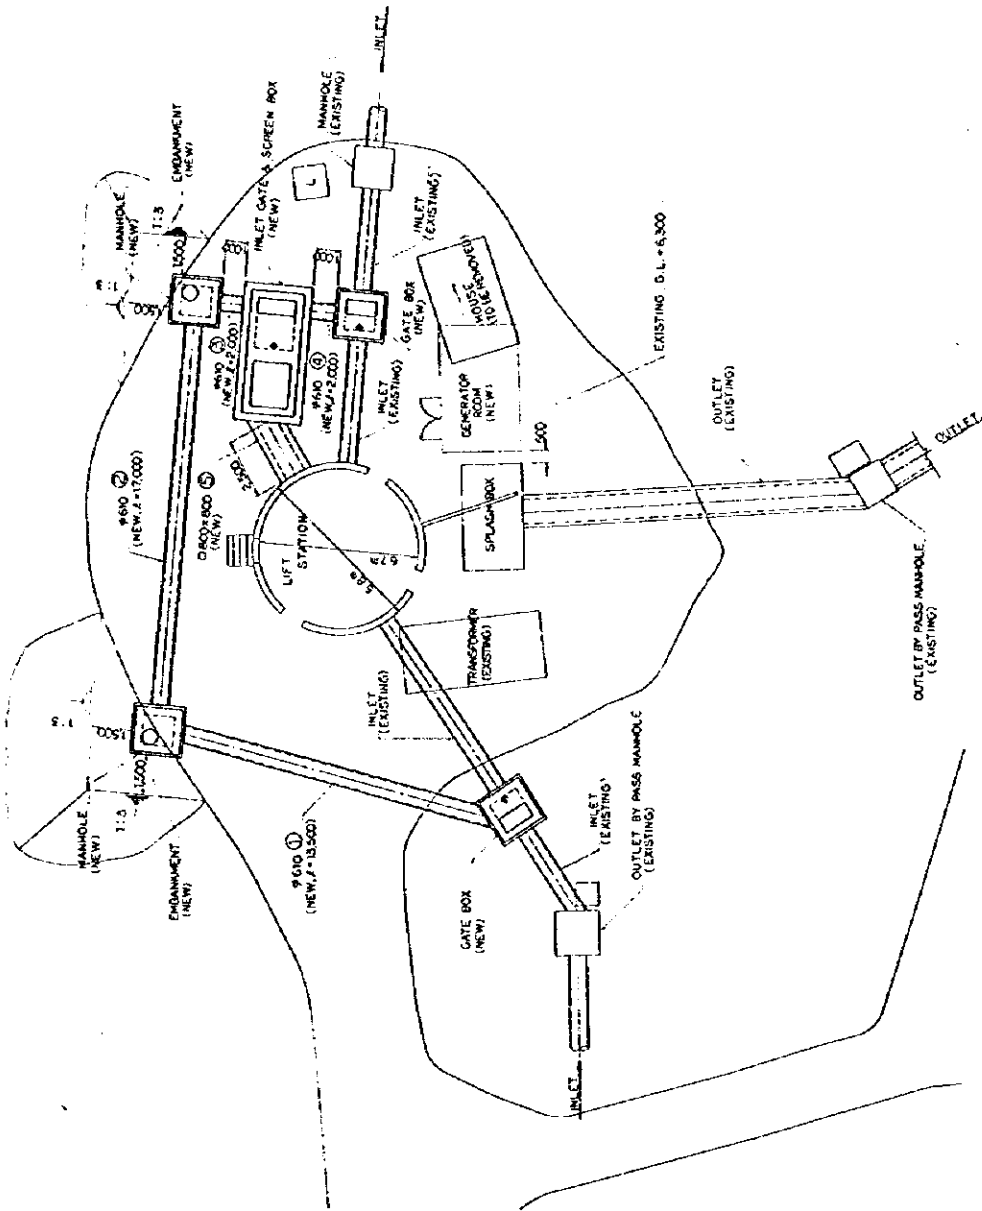 INLET
MANHOLE
(EXISTING)
INLET GATE & SCREEN BOX
(NEW)
EMBANKMENT
(NEW)
MANHOLE
(NEW)
1:3
1:3
1,500
1,500
L
INLET
(EXISTING)
GATE BOX
(NEW)
HOUSE
(TO BE REMOVED)
EXISTING G.L. +6,300
φ610 ③
(NEW, ℓ=2,000)
φ610 ④
(NEW, ℓ=2,000)
INLET
(EXISTING)
GENERATOR
ROOM
(NEW)
OUTLET
(EXISTING)
OUTLET
φ610 ②
(NEW, ℓ=17,000)
□800×800 ⑤
(NEW)
2,500
LIFT
STATION
SPLASH BOX
TRANSFORMER
(EXISTING)
OUTLET BY PASS MANHOLE
(EXISTING)
1,500
1,500
1:3
MANHOLE
(NEW)
EMBANKMENT
(NEW)
INLET
(EXISTING)
φ610 ①
(NEW, ℓ=13,500)
GATE BOX
(NEW)
INLET
(EXISTING)
OUTLET BY PASS MANHOLE
(EXISTING)
INLET